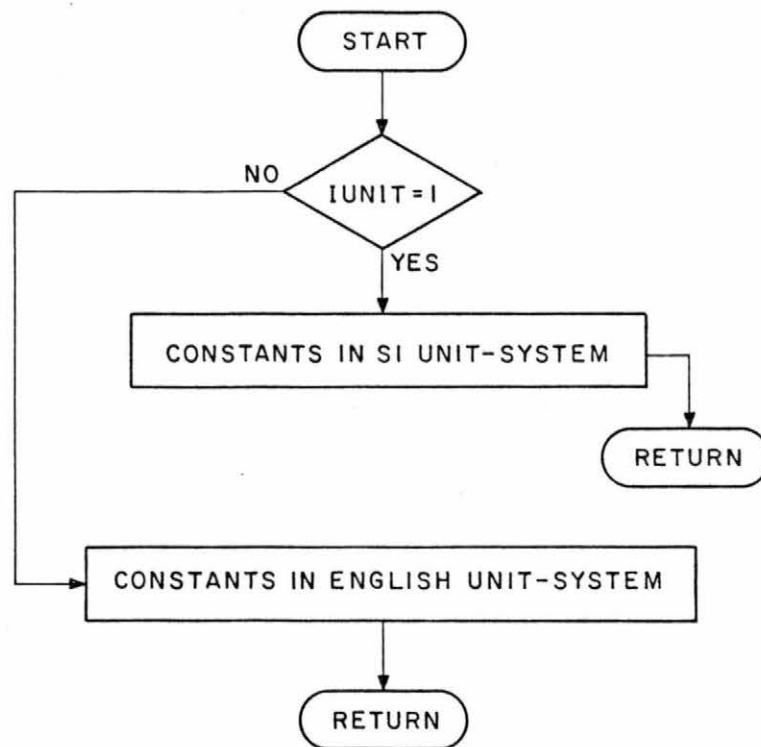 START
NO
IUNIT = 1
YES
CONSTANTS IN SI UNIT-SYSTEM
RETURN
CONSTANTS IN ENGLISH UNIT-SYSTEM
RETURN